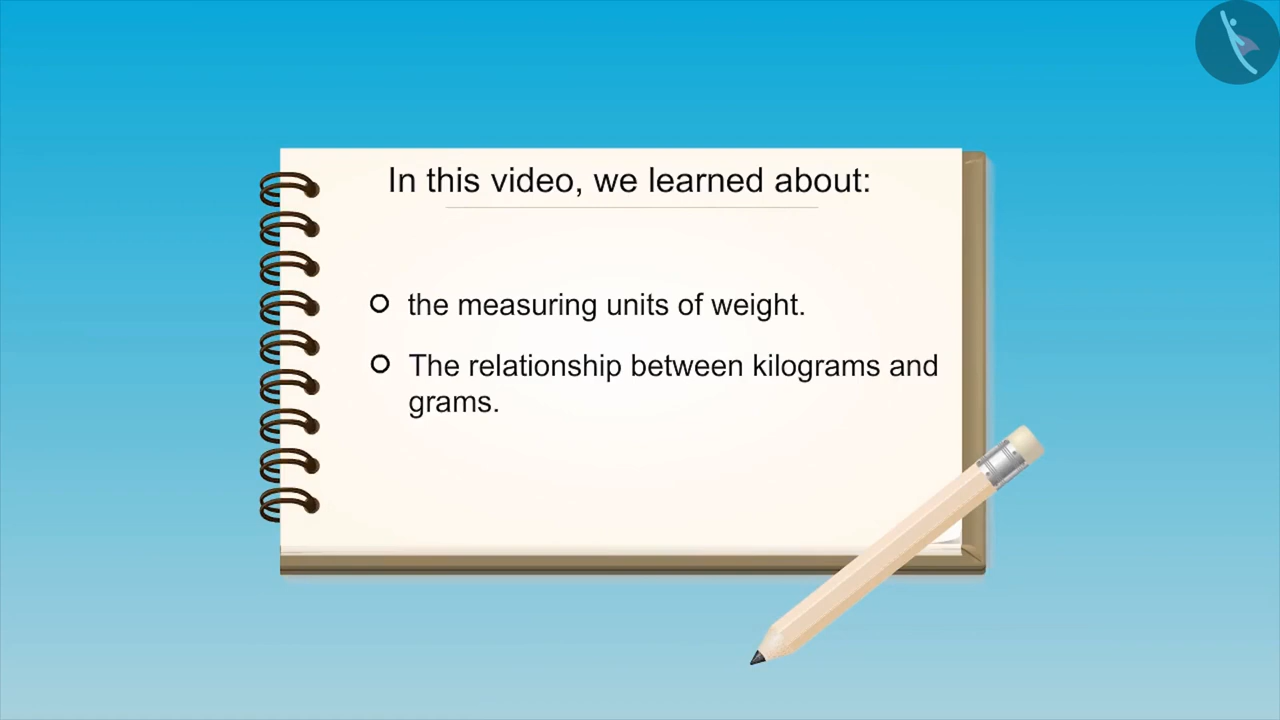 In this video, we learned about:
the measuring units of weight.
The relationship between kilograms and
grams.